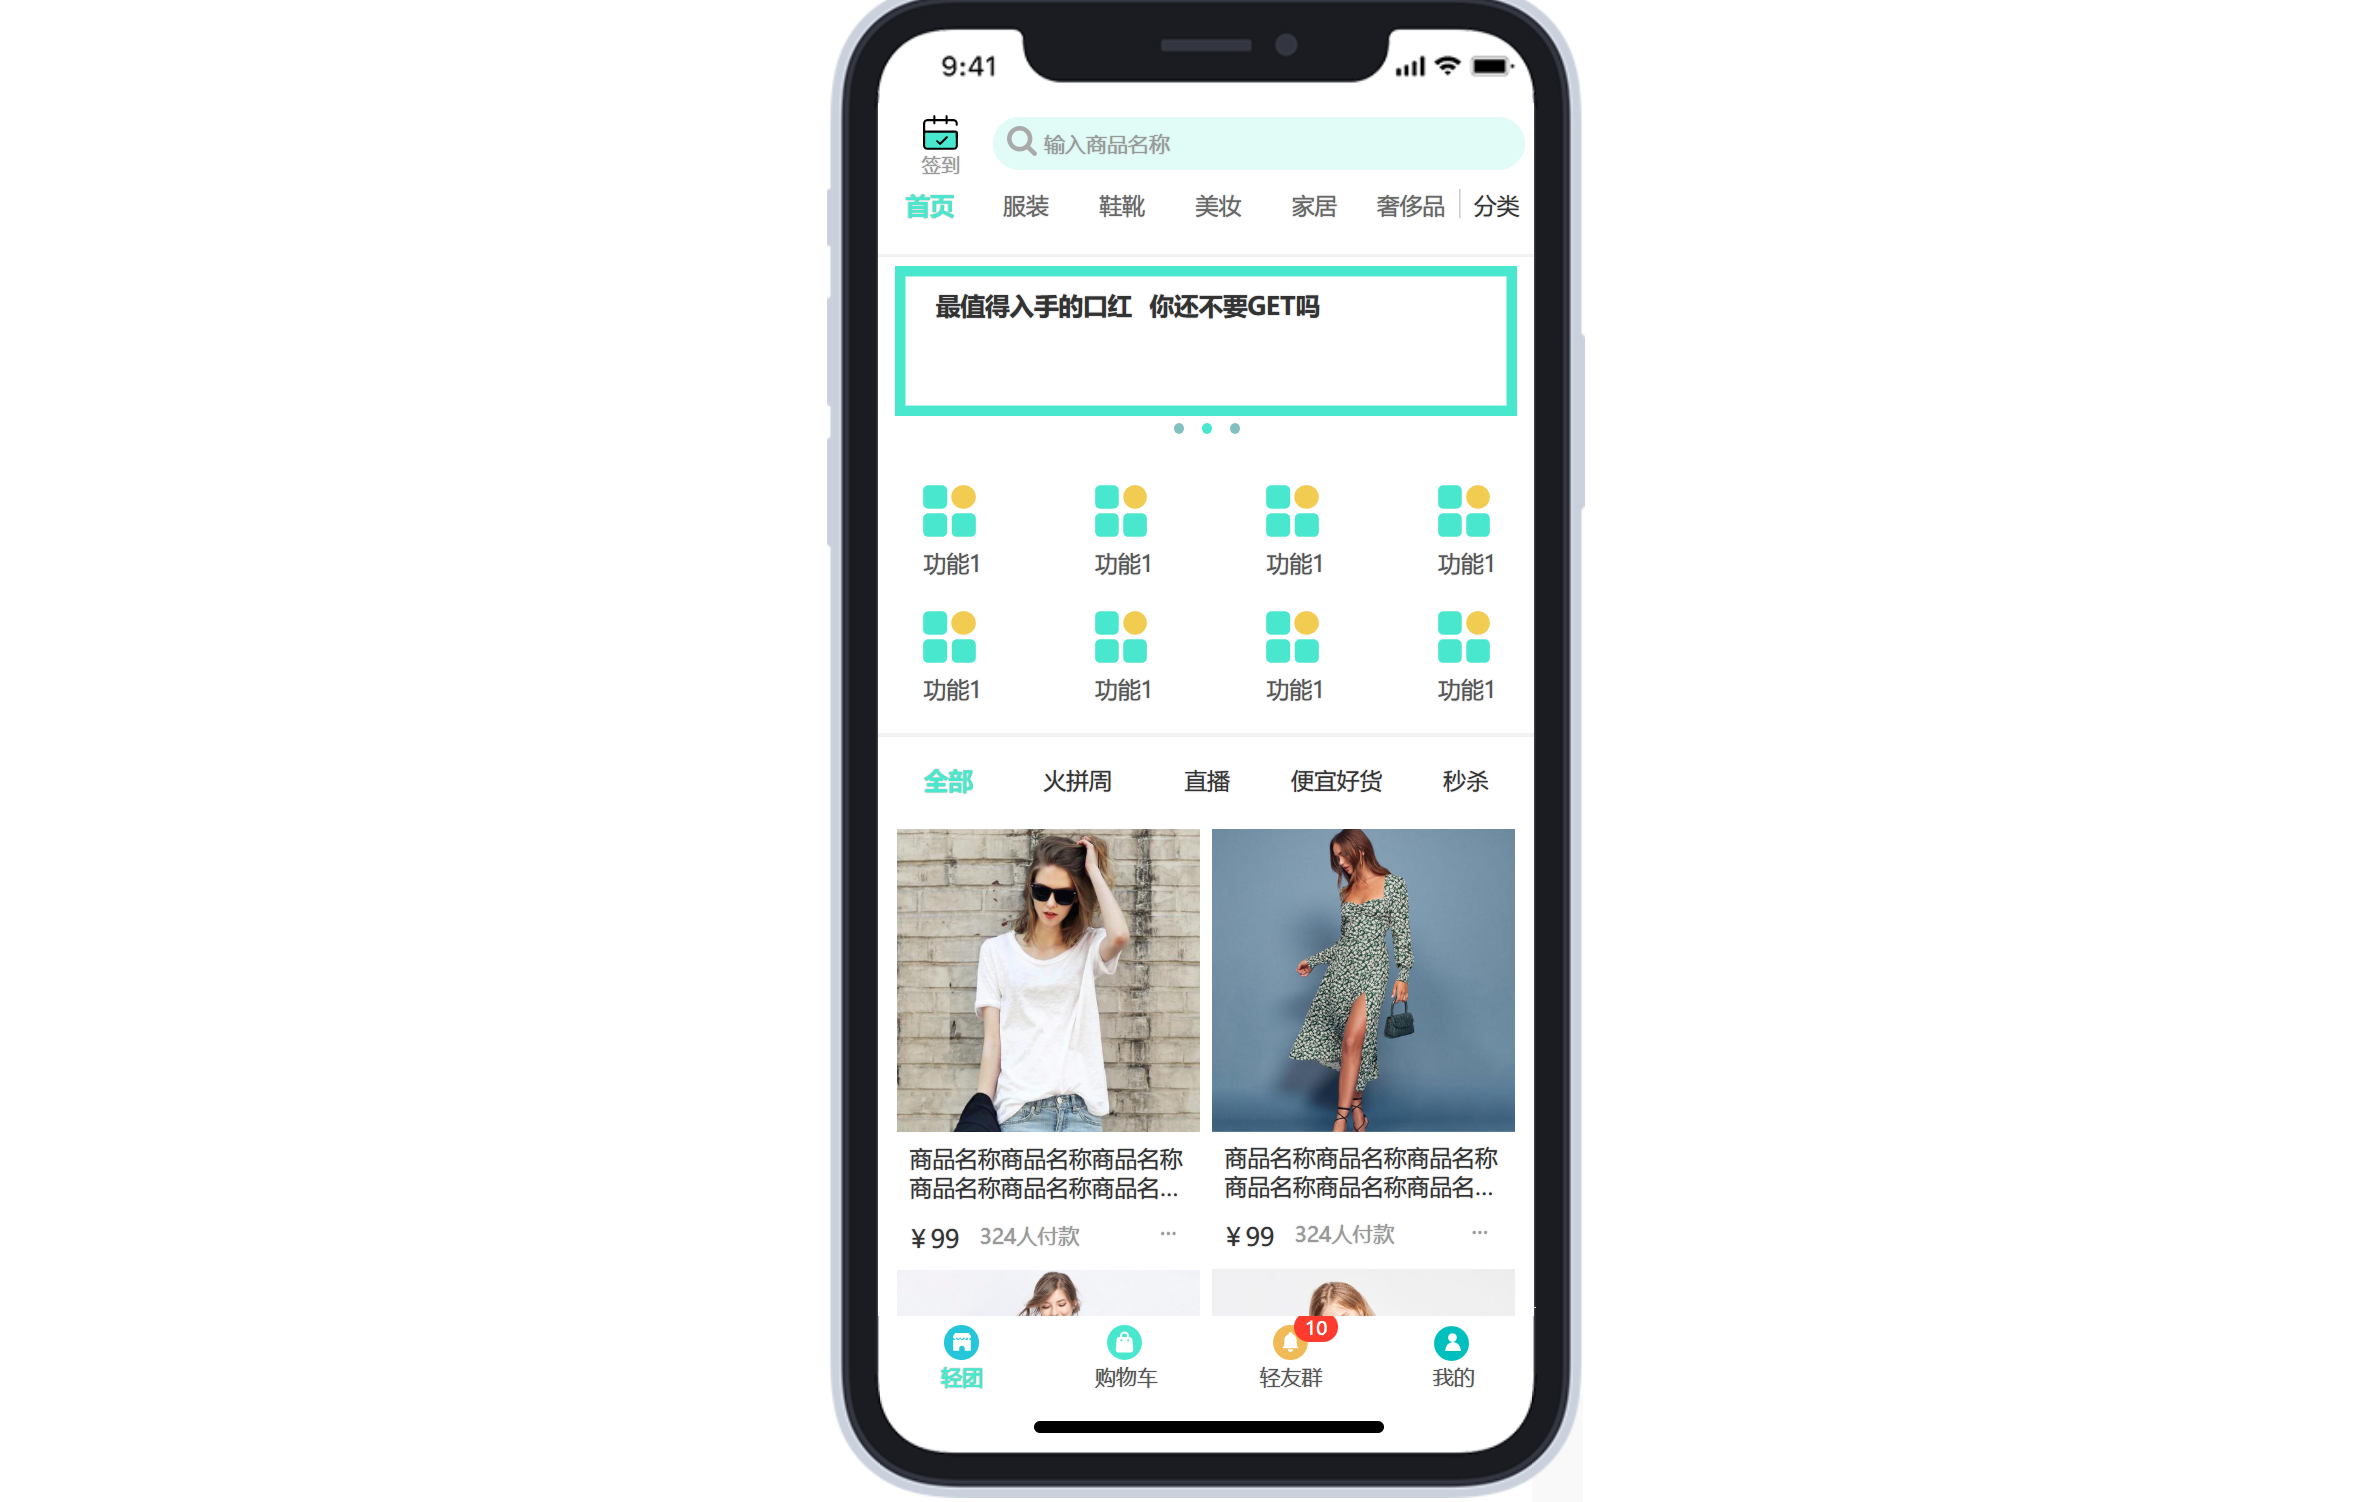 9:41
签到
输入商品名称
首页 服装 鞋靴 美妆 家居 奢侈品 分类
最值得入手的口红 你还不要GET吗
功能1 功能1 功能1 功能1
功能1 功能1 功能1 功能1
全部 火拼周 直播 便宜好货 秒杀
商品名称商品名称商品名称
商品名称商品名称商品名...
¥99 324人付款 ...
商品名称商品名称商品名称
商品名称商品名称商品名...
¥99 324人付款 ...
10
轻团 购物车 轻友群 我的